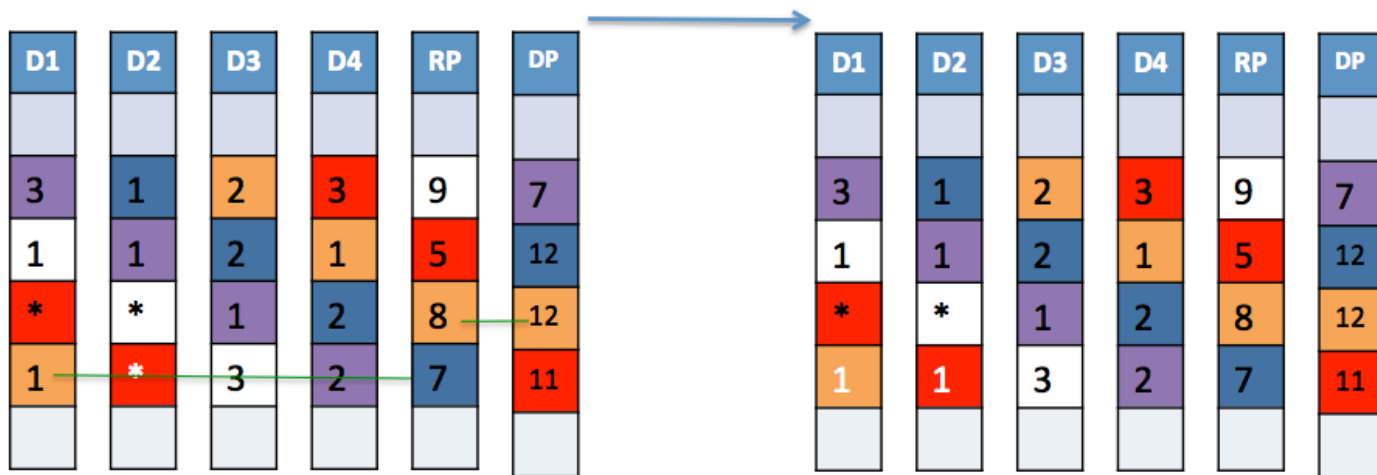 D1 D2 D3 D4 RP DP D1 D2 D3 D4 RP DP
3 1 2 3 9 7 3 1 2 3 9 7
1 1 2 1 5 12 1 1 2 1 5 12
* * 1 2 8 12 * * 1 2 8 12
1 * 3 2 7 11 1 1 3 2 7 11